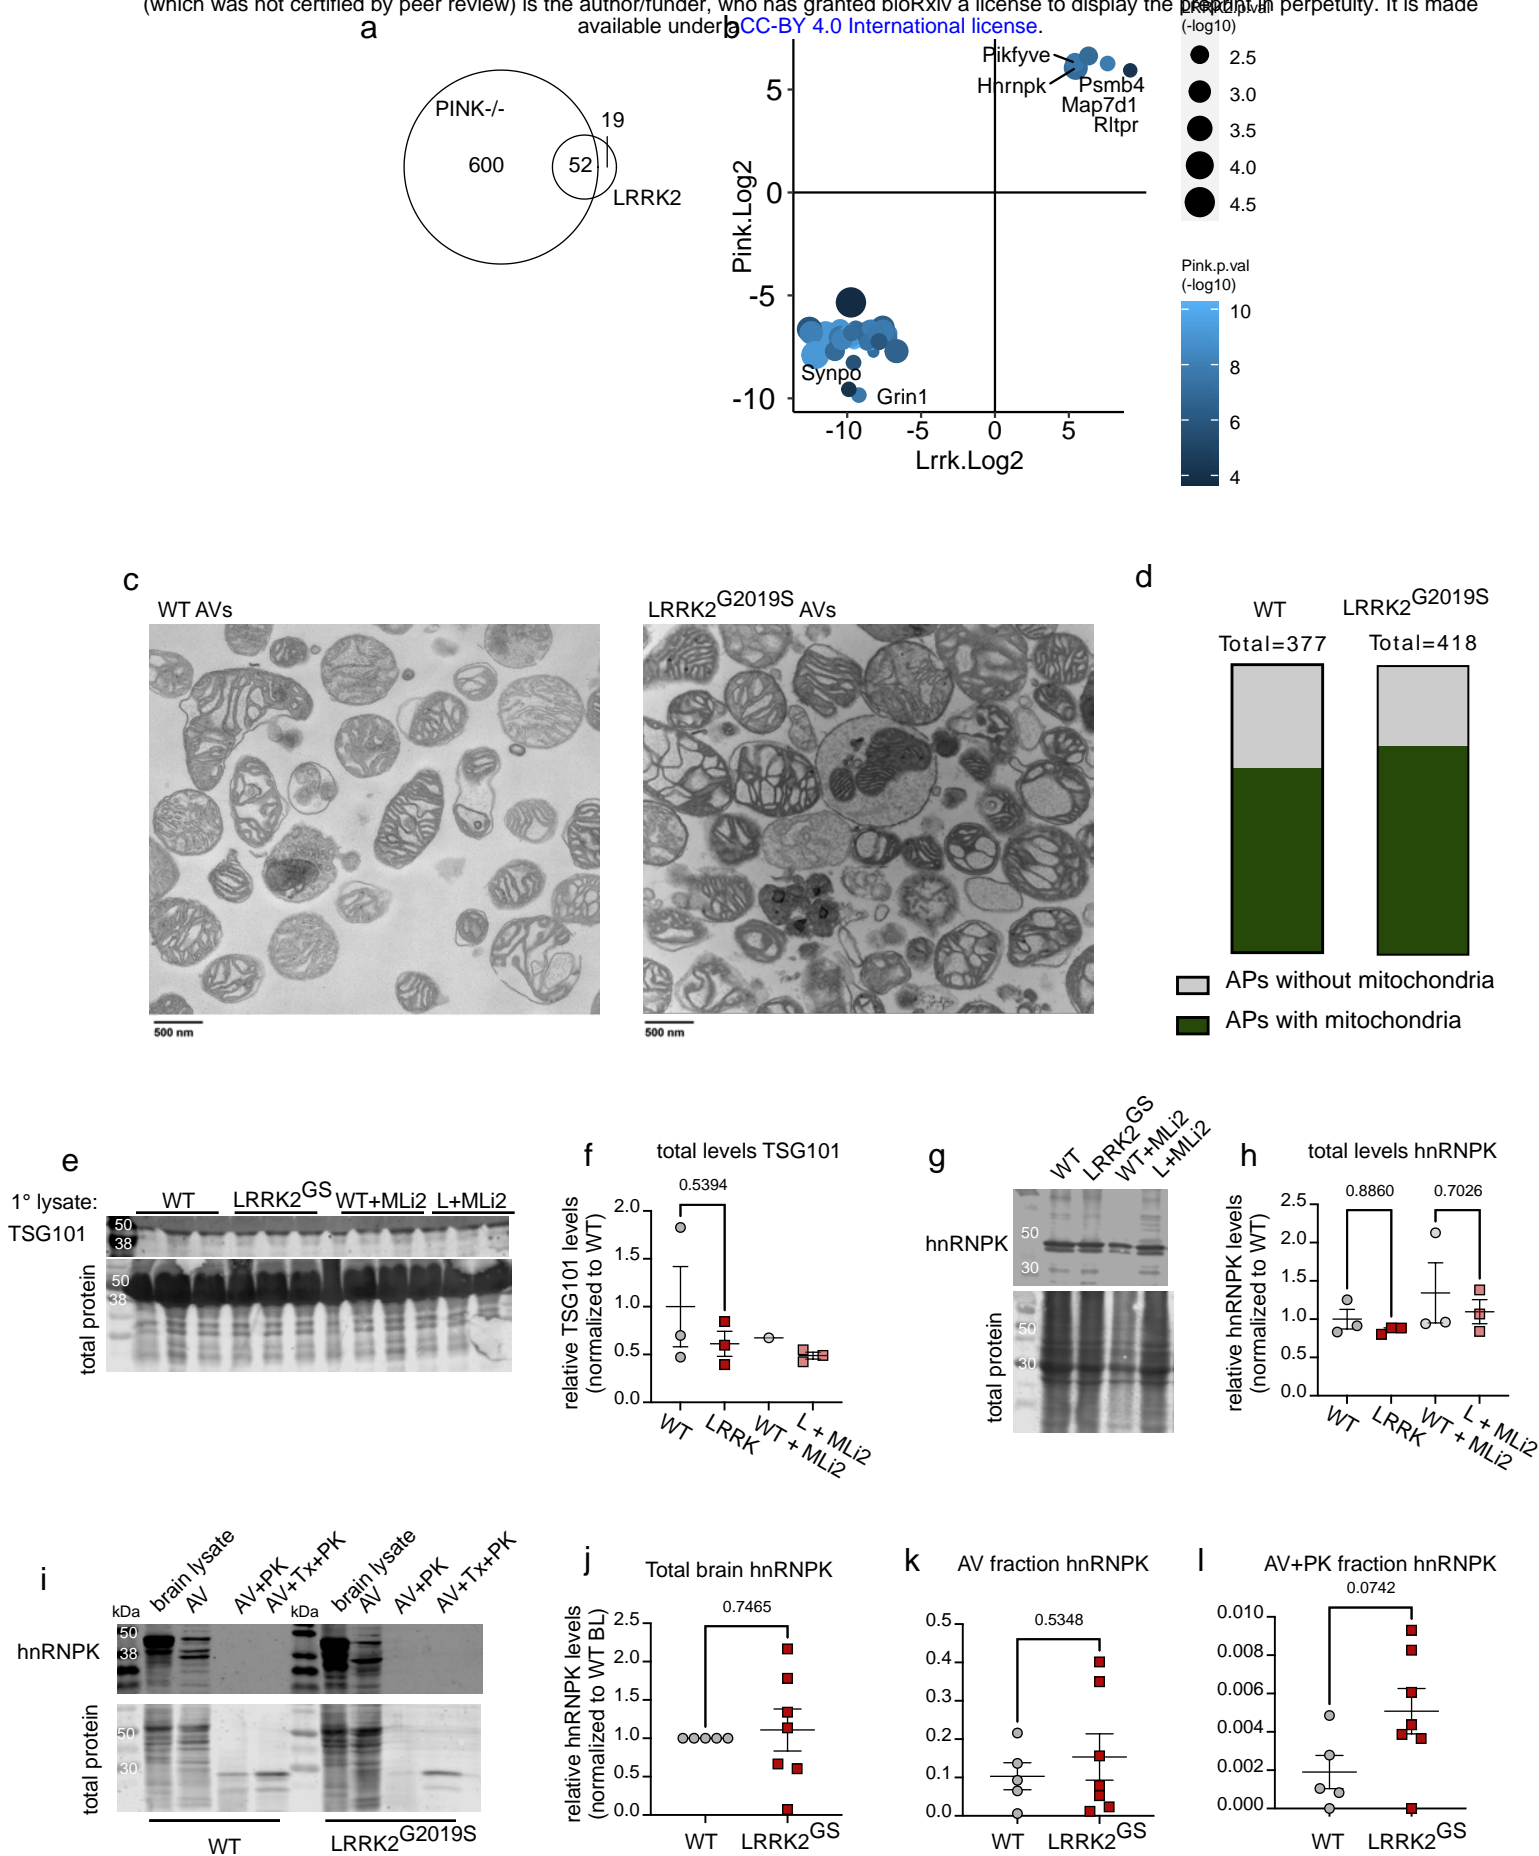 (which was not certified by peer review) is the author/funder, who has granted bioRxiv a license to display the preprint in perpetuity. It is made
available under aCC-BY 4.0 International license.
a
PINK-/-
600
52
19
LRRK2
b
Pink.Log2
5
0
-5
-10
-10
-5
0
5
Lrrk.Log2
Pikfyve
Hnrnpk
Psmb4
Map7d1
Rltpr
Synpo
Grin1
LRRK2.p.val
(-log10)
2.5
3.0
3.5
4.0
4.5
Pink.p.val
(-log10)
10
8
6
4
c
WT AVs
500 nm
LRRK2G2019S AVs
500 nm
d
WT
LRRK2G2019S
Total=377
Total=418
APs without mitochondria
APs with mitochondria
e
1° lysate:
WT
LRRK2GS
WT+MLi2
L+MLi2
TSG101
50
38
total protein
50
38
f
total levels TSG101
0.5394
relative TSG101 levels
(normalized to WT)
2.0
1.5
1.0
0.5
0.0
WT
LRRK
WT + MLi2
L + MLi2
g
WT
LRRK2GS
WT+MLi2
L+MLi2
hnRNPK
50
30
total protein
50
30
h
total levels hnRNPK
0.8860
0.7026
relative hnRNPK levels
(normalized to WT)
2.5
2.0
1.5
1.0
0.5
0.0
WT
LRRK
WT + MLi2
L + MLi2
i
kDa
brain lysate
AV
AV+PK
AV+Tx+PK
kDa
brain lysate
AV
AV+PK
AV+Tx+PK
hnRNPK
50
38
total protein
50
30
WT
LRRK2G2019S
j
Total brain hnRNPK
0.7465
relative hnRNPK levels
(normalized to WT BL)
2.5
2.0
1.5
1.0
0.5
0.0
WT
LRRK2GS
k
AV fraction hnRNPK
0.5348
0.5
0.4
0.3
0.2
0.1
0.0
WT
LRRK2GS
l
AV+PK fraction hnRNPK
0.0742
0.010
0.008
0.006
0.004
0.002
0.000
WT
LRRK2GS